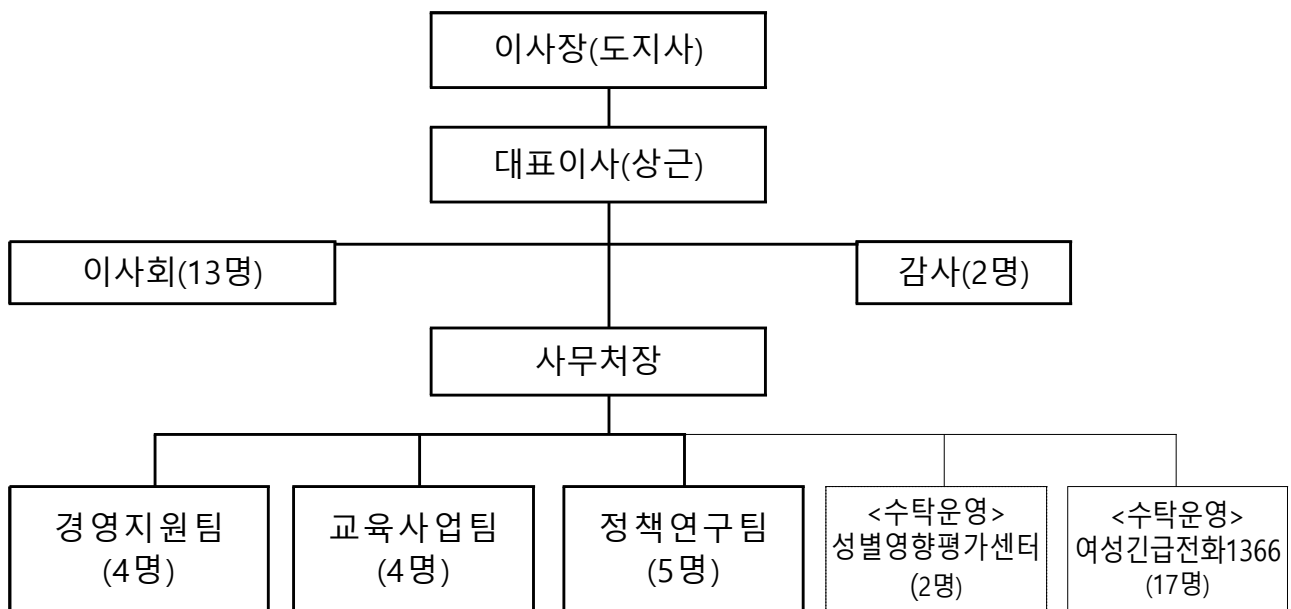 이사장(도지사)
대표이사(상근)
이사회(13명)
감사(2명)
사무처장
경영지원팀
(4명)
교육사업팀
(4명)
정책연구팀
(5명)
<수탁운영>
성별영향평가센터
(2명)
<수탁운영>
여성긴급전화1366
(17명)